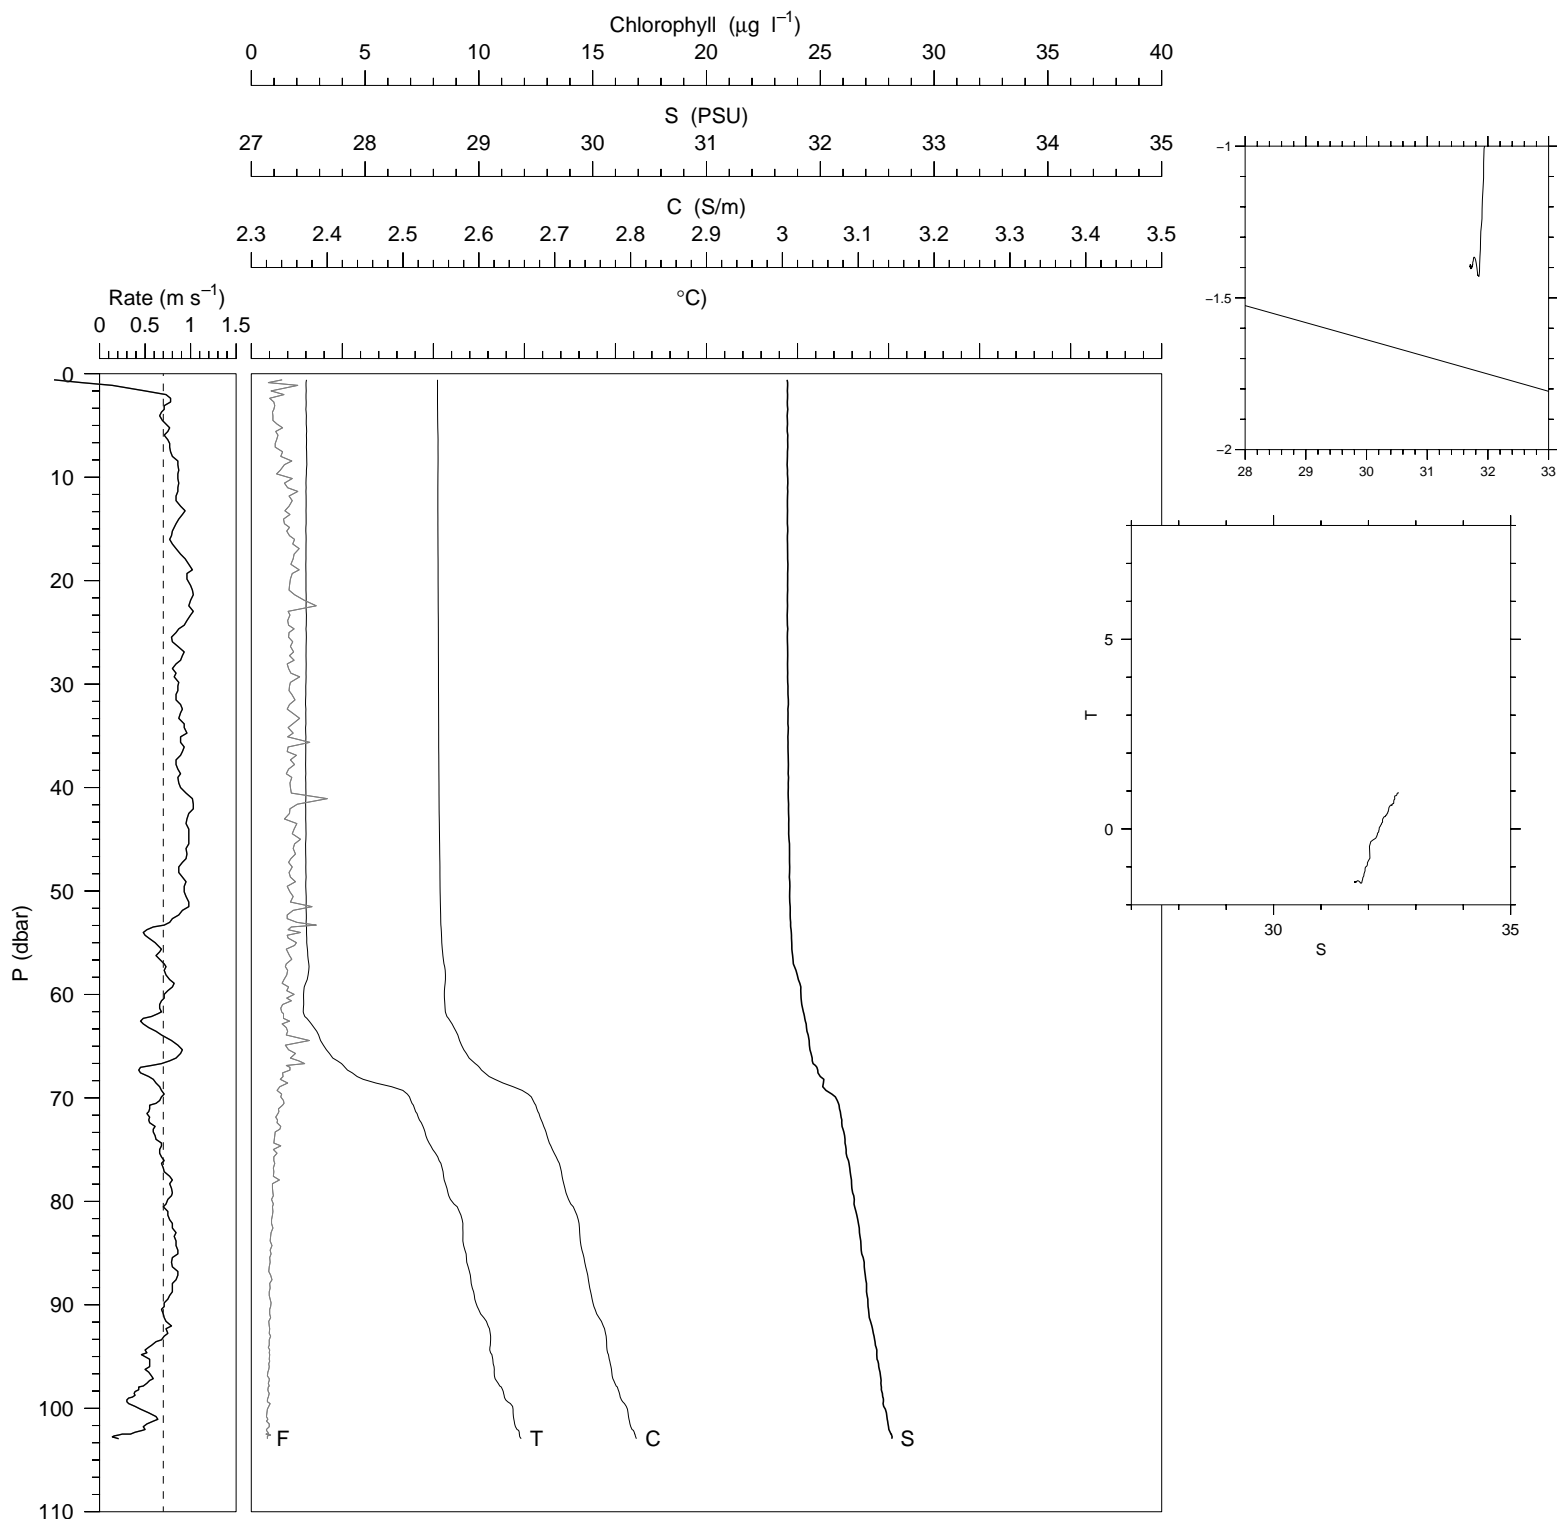 Chlorophyll (μg l⁻¹)
0 5 10 15 20 25 30 35 40
S (PSU)
27 28 29 30 31 32 33 34 35
C (S/m)
2.3 2.4 2.5 2.6 2.7 2.8 2.9 3 3.1 3.2 3.3 3.4 3.5
Rate (m s⁻¹)
0 0.5 1 1.5
°C)
0
10
20
30
40
50
60
70
80
90
100
110
P (dbar)
F T C S
−1
−1.5
−2
28 29 30 31 32 33
5
0
T
30 35
S